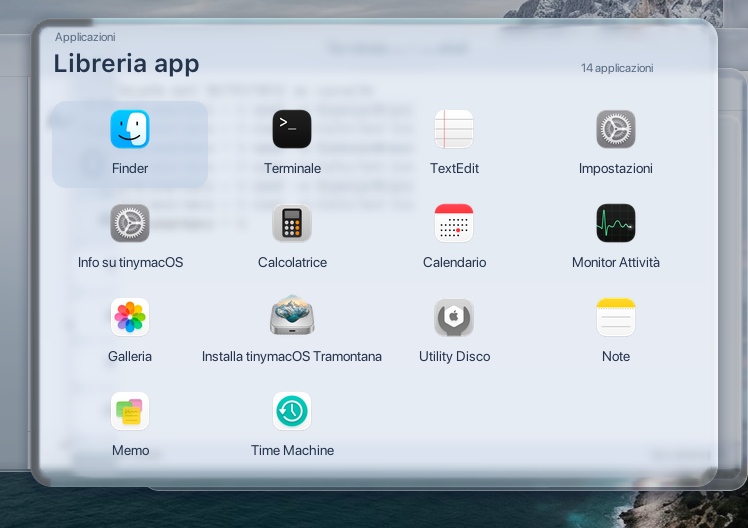 Applicazioni
Libreria app
14 applicazioni
>_
Finder
Terminale
TextEdit
Impostazioni
Info su tinymacOS
Calcolatrice
Calendario
Monitor Attività
Galleria
Installa tinymacOS Tramontana
Utility Disco
Note
Memo
Time Machine